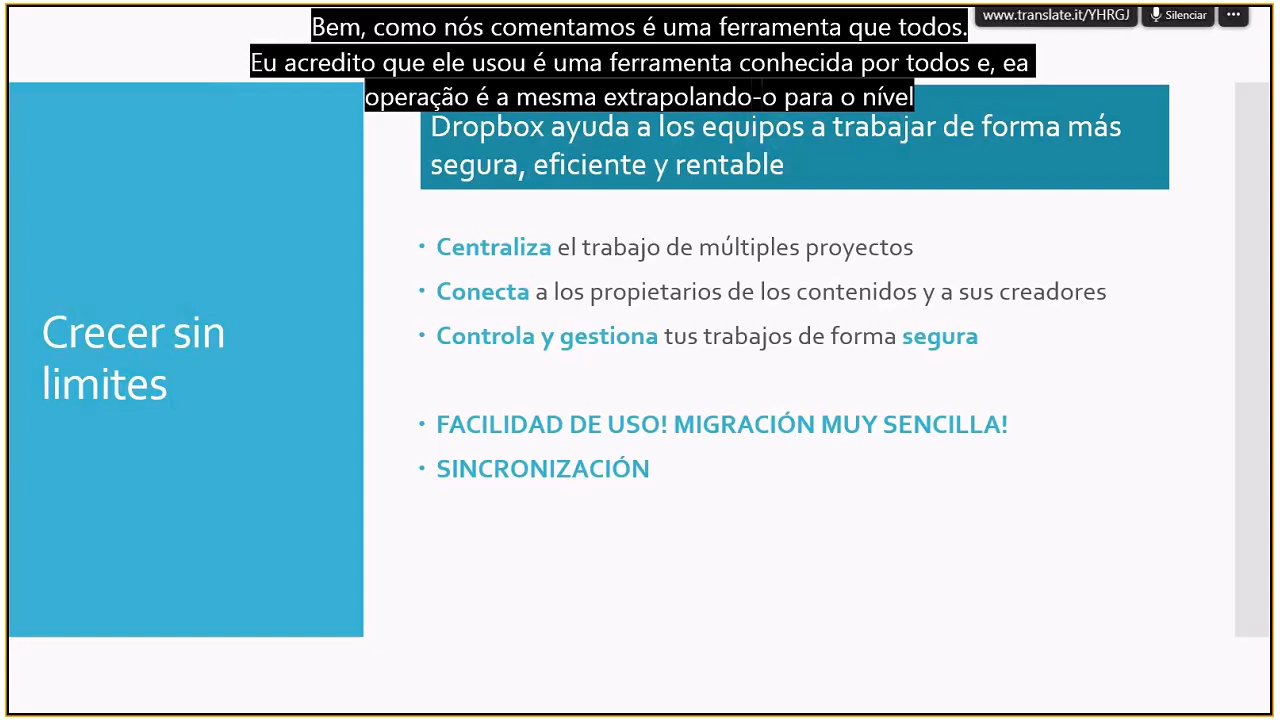 www.translate.it/YHRGJ Silenciar
Bem, como nós comentamos é uma ferramenta que todos.
Eu acredito que ele usou é uma ferramenta conhecida por todos e, ea
operação é a mesma extrapolando-o para o nível
Dropbox ayuda a los equipos a trabajar de forma más
segura, eficiente y rentable
Crecer sin
limites
• Centraliza el trabajo de múltiples proyectos
• Conecta a los propietarios de los contenidos y a sus creadores
• Controla y gestiona tus trabajos de forma segura
• FACILIDAD DE USO! MIGRACIÓN MUY SENCILLA!
• SINCRONIZACIÓN